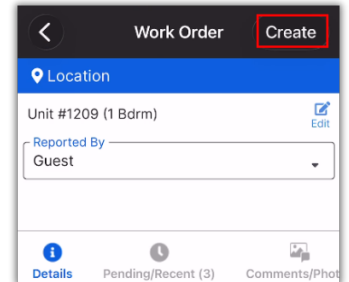 Work Order Create
Location
Unit #1209 (1 Bdrm)
Edit
Reported By
Guest
Details Pending/Recent (3) Comments/Phot